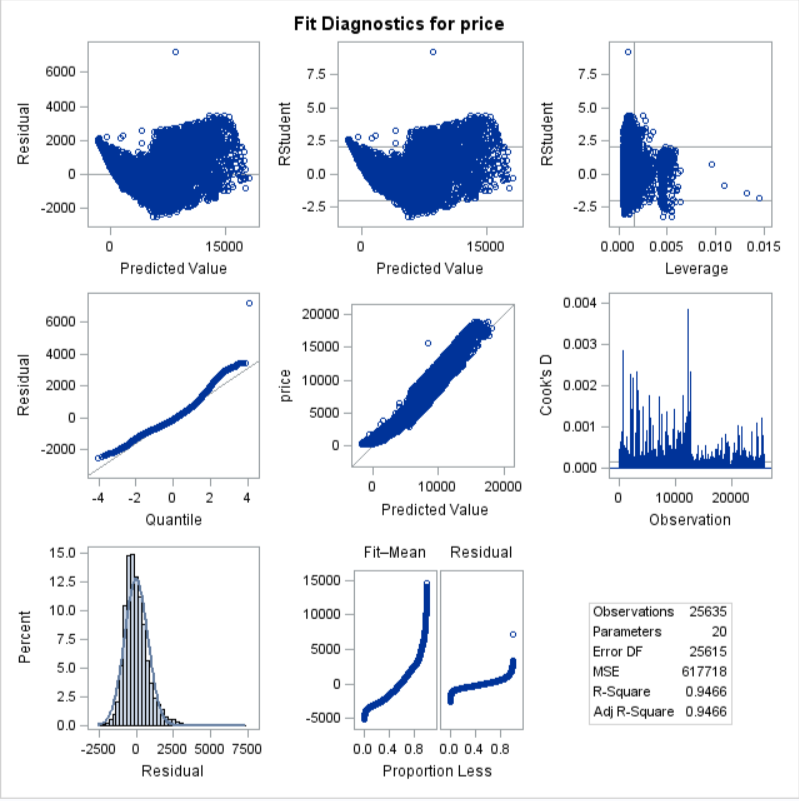 Fit Diagnostics for price
6000
4000
2000
0
-2000
Residual
0 15000
Predicted Value
7.5
5.0
2.5
0.0
-2.5
RStudent
0 15000
Predicted Value
7.5
5.0
2.5
0.0
-2.5
RStudent
0.000 0.005 0.010 0.015
Leverage
6000
4000
2000
0
-2000
Residual
-4 -2 0 2 4
Quantile
20000
15000
10000
5000
0
price
0 10000 20000
Predicted Value
0.004
0.003
0.002
0.001
0.000
Cook's D
0 10000 20000
Observation
15.0
12.5
10.0
7.5
5.0
2.5
0.0
Percent
-2500 0 2500 5000 7500
Residual
Fit–Mean Residual
15000
10000
5000
0
-5000
0.0 0.4 0.8 0.0 0.4 0.8
Proportion Less
Observations 25635
Parameters 20
Error DF 25615
MSE 617718
R-Square 0.9466
Adj R-Square 0.9466